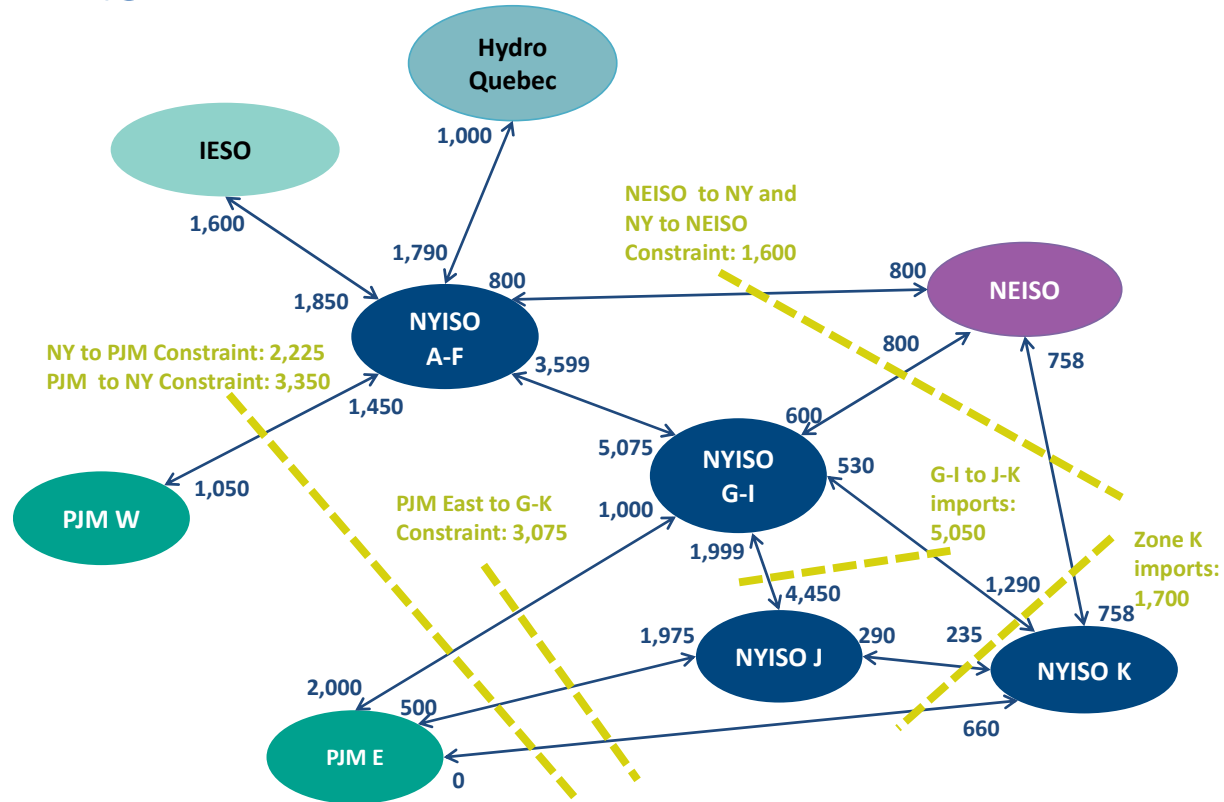 Hydro
Quebec
IESO
1,000
1,600
NEISO  to NY and
NY to NEISO
Constraint: 1,600
1,790
800
800
1,850
NEISO
NYISO
A-F
NY to PJM Constraint: 2,225
PJM  to NY Constraint: 3,350
3,599
800
758
1,450
600
5,075
NYISO
G-I
530
G-I to J-K
imports:
5,050
1,050
PJM W
PJM East to G-K
Constraint: 3,075
1,000
1,999
Zone K
imports:
1,700
4,450
1,290
758
1,975
NYISO J
290
235
NYISO K
2,000
500
660
PJM E
0